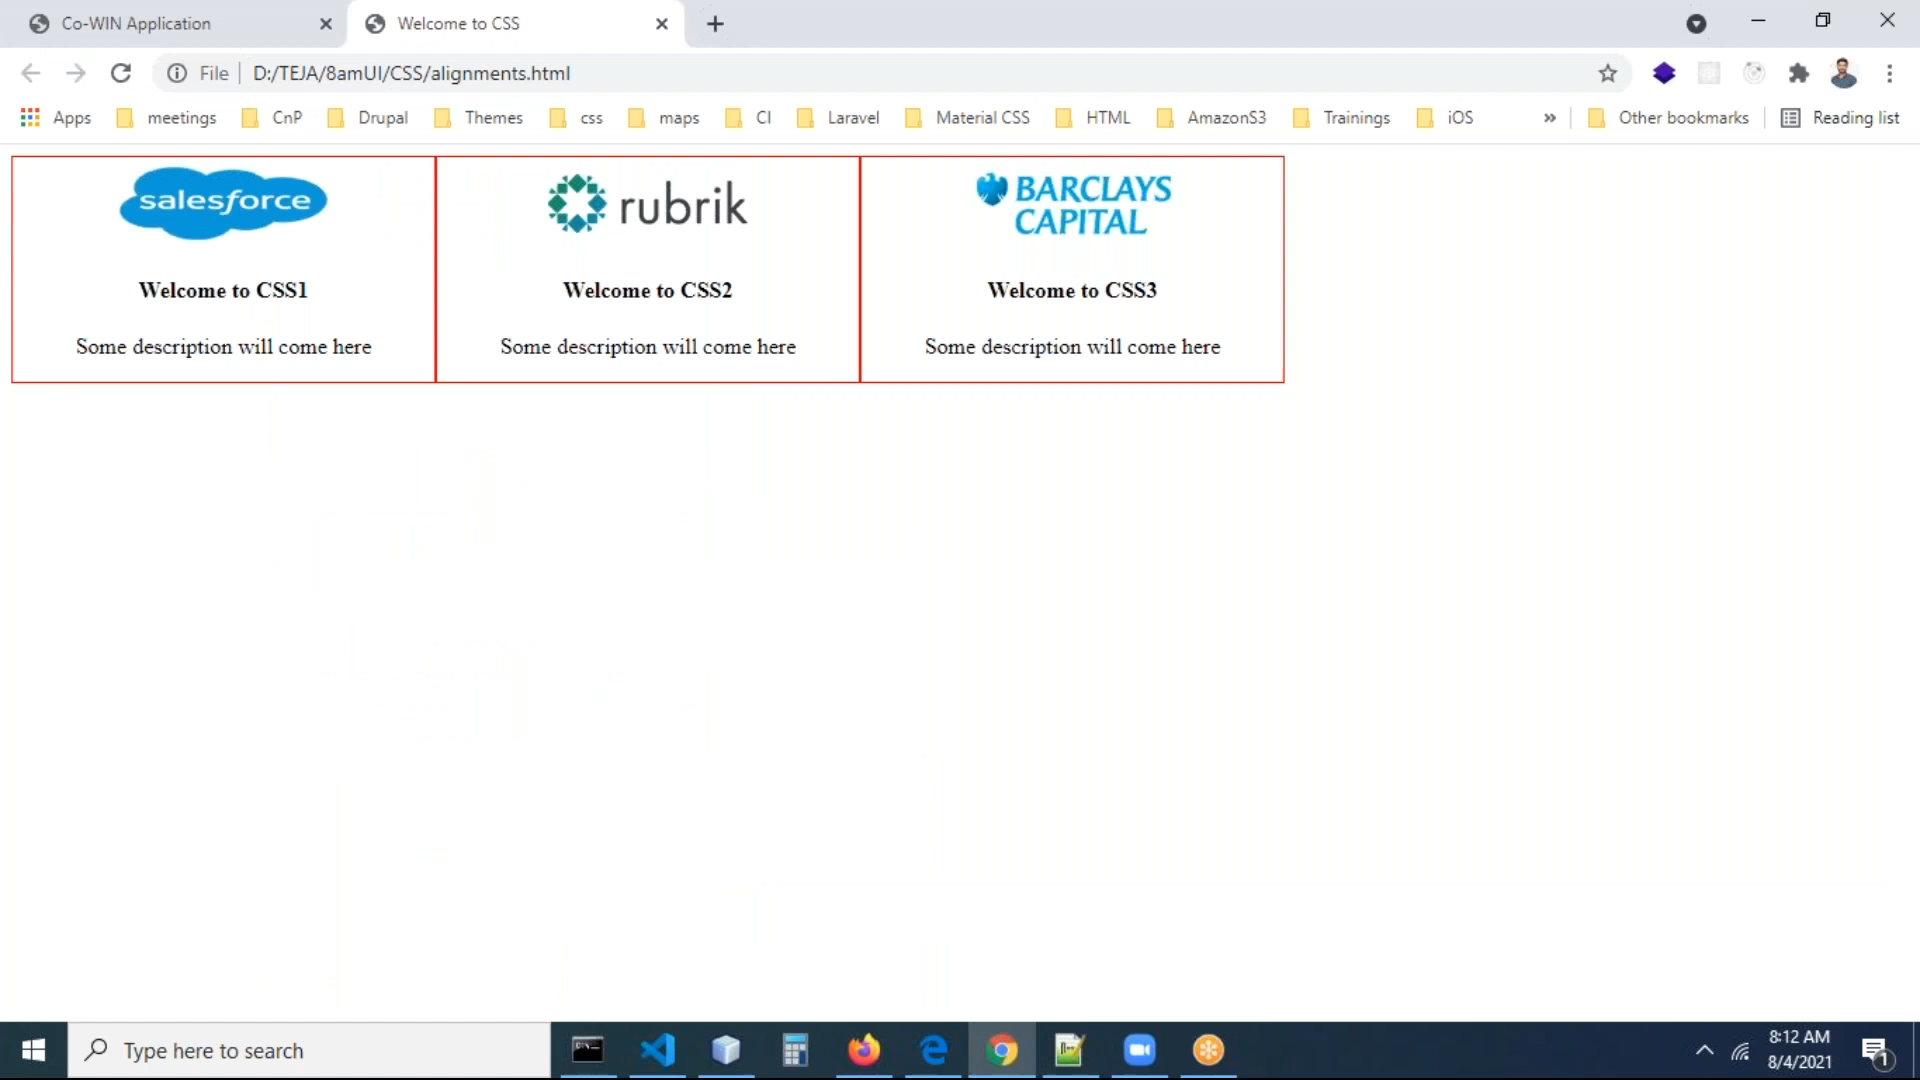 Co-WIN Application
Welcome to CSS
File
D:/TEJA/8amUI/CSS/alignments.html
Apps
meetings
CnP
Drupal
Themes
css
maps
CI
Laravel
Material CSS
HTML
AmazonS3
Trainings
iOS
»
Other bookmarks
Reading list
salesforce
rubrik
BARCLAYS
CAPITAL
Welcome to CSS1
Welcome to CSS2
Welcome to CSS3
Some description will come here
Some description will come here
Some description will come here
Type here to search
8:12 AM
8/4/2021
1